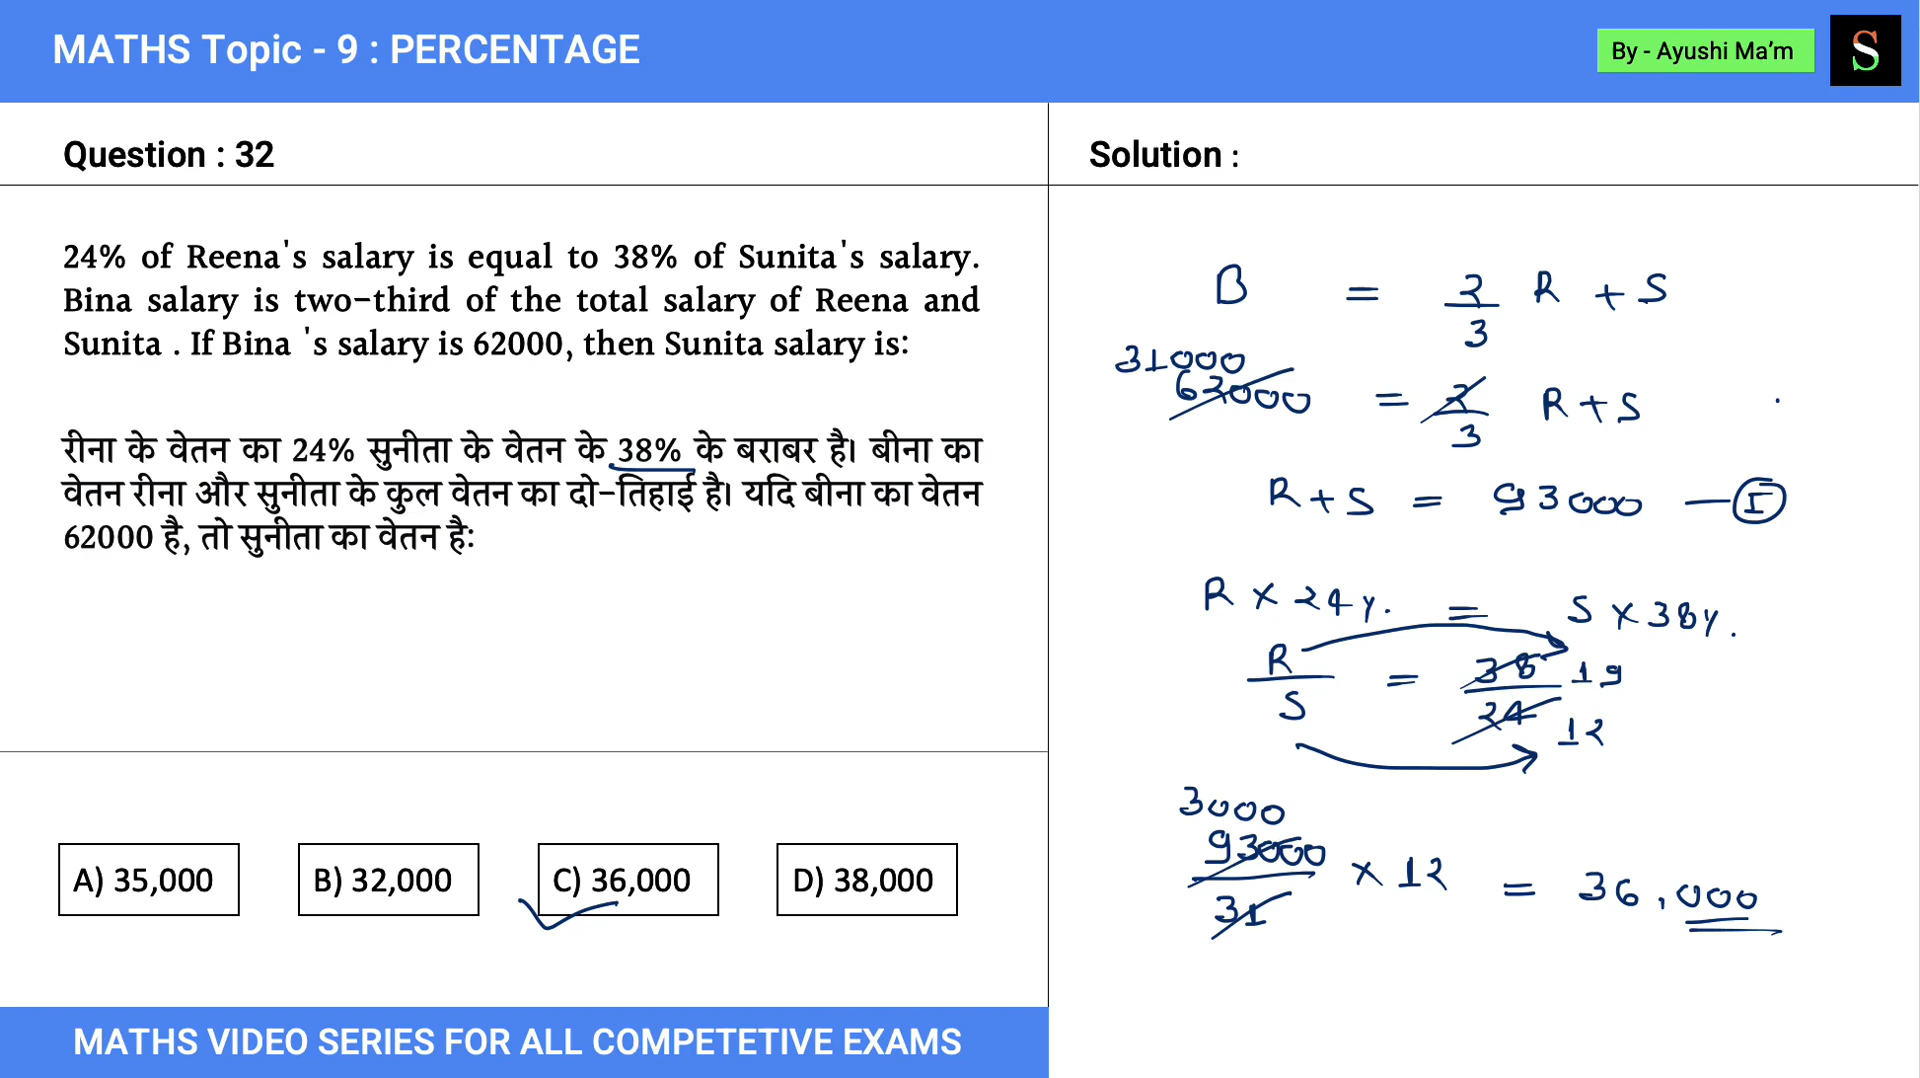 MATHS Topic - 9 : PERCENTAGE
By - Ayushi Ma’m
S
Question : 32
24% of Reena's salary is equal to 38% of Sunita's salary.
Bina salary is two-third of the total salary of Reena and
Sunita . If Bina 's salary is 62000, then Sunita salary is:
रीना के वेतन का 24% सुनीता के वेतन के 38% के बराबर है। बीना का
वेतन रीना और सुनीता के कुल वेतन का दो-तिहाई है। यदि बीना का वेतन
62000 है, तो सुनीता का वेतन है:
A) 35,000
B) 32,000
C) 36,000
D) 38,000
MATHS VIDEO SERIES FOR ALL COMPETETIVE EXAMS
Solution :
B = 2/3 R + S
31000
62000 = 2/3 R + S
R + S = 93000 — I
R × 24% = S × 38%
R/S = 38/24 19/12
3000
93000/31 × 12 = 36,000